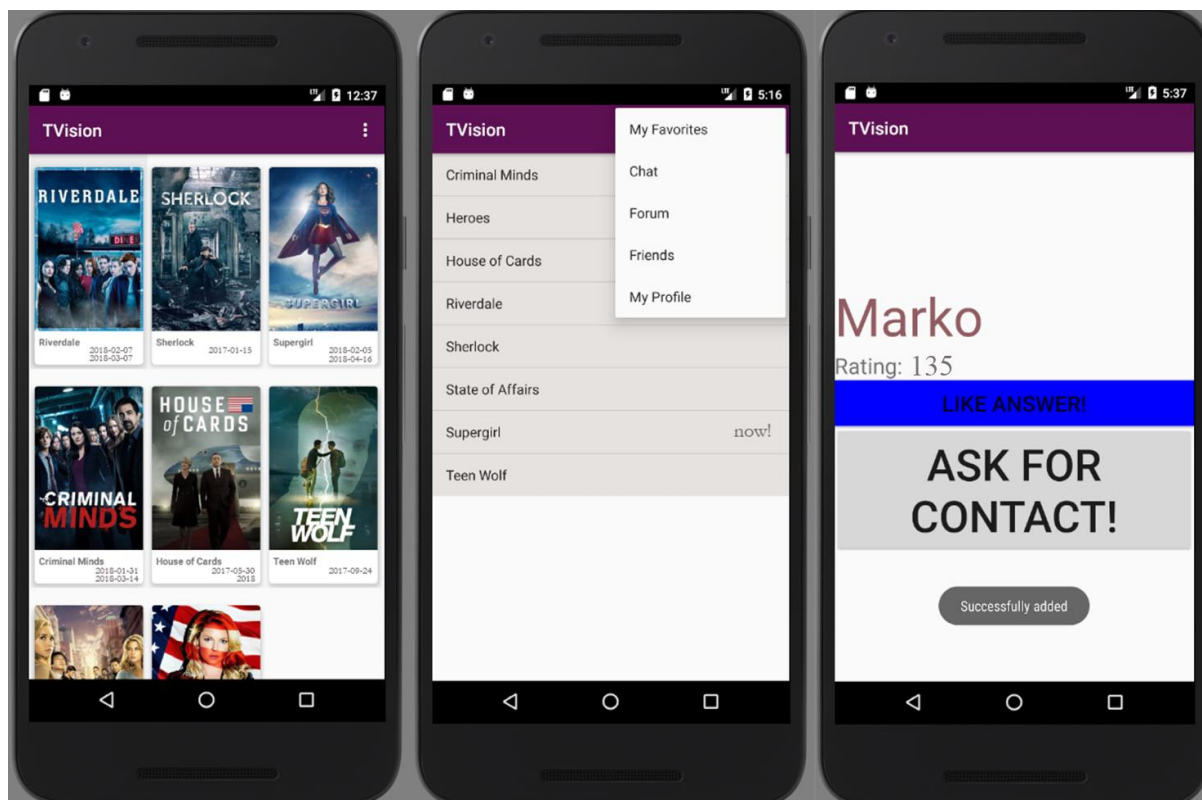 12:37
TVision
RIVERDALE
DINE
SHERLOCK
SUPERGIRL
Riverdale
2018-02-07
2018-03-07
Sherlock
2017-01-15
Supergirl
2018-02-05
2018-04-16
CRIMINAL
MINDS
HOUSE
of CARDS
TEEN
WOLF
Criminal Minds
2018-01-31
2018-03-14
House of Cards
2017-05-30
2018
Teen Wolf
2017-09-24
LTE 5:16
TVision
My Favorites
Chat
Forum
Friends
My Profile
Criminal Minds
Heroes
House of Cards
Riverdale
Sherlock
State of Affairs
Supergirl now!
Teen Wolf
LTE 5:37
TVision
Marko
Rating: 135
LIKE ANSWER!
ASK FOR
CONTACT!
Successfully added